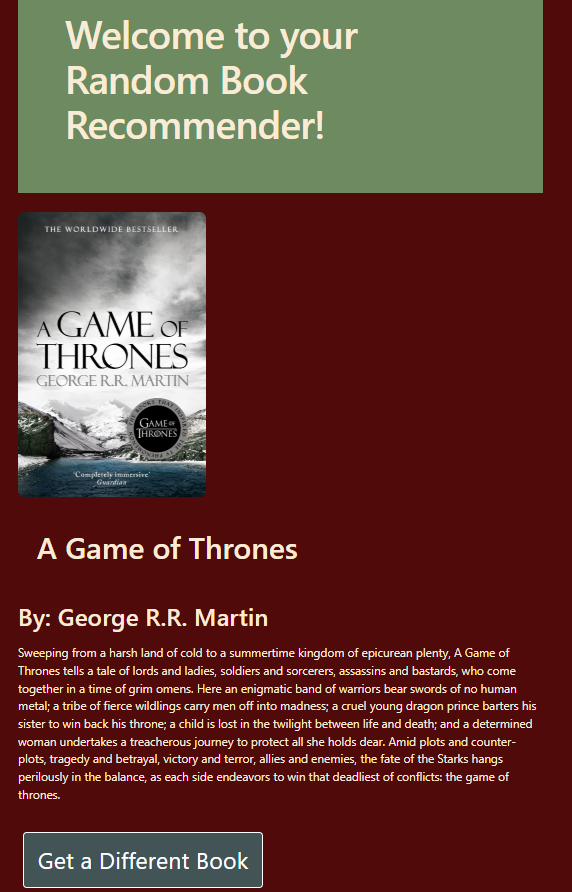 Welcome to your
Random Book
Recommender!
THE WORLDWIDE BESTSELLER
A GAME OF
THRONES
GEORGE R.R. MARTIN
GAME OF
THRONES
'Completely immersive'
Guardian
A Game of Thrones
By: George R.R. Martin
Sweeping from a harsh land of cold to a summertime kingdom of epicurean plenty, A Game of
Thrones tells a tale of lords and ladies, soldiers and sorcerers, assassins and bastards, who come
together in a time of grim omens. Here an enigmatic band of warriors bear swords of no human
metal; a tribe of fierce wildlings carry men off into madness; a cruel young dragon prince barters his
sister to win back his throne; a child is lost in the twilight between life and death; and a determined
woman undertakes a treacherous journey to protect all she holds dear. Amid plots and counter-
plots, tragedy and betrayal, victory and terror, allies and enemies, the fate of the Starks hangs
perilously in the balance, as each side endeavors to win that deadliest of conflicts: the game of
thrones.
Get a Different Book